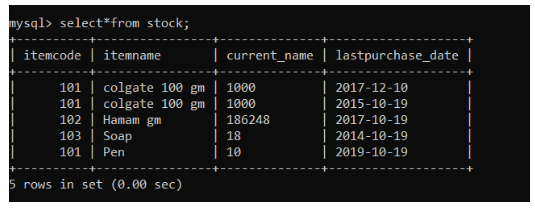 mysql> select*from stock;
+----------+----------------+--------------+-------------------+
| itemcode | itemname       | current_name | lastpurchase_date |
+----------+----------------+--------------+-------------------+
|      101 | colgate 100 gm | 1000         | 2017-12-10        |
|      101 | colgate 100 gm | 1000         | 2015-10-19        |
|      102 | Hamam gm       | 186248       | 2017-10-19        |
|      103 | Soap           | 18           | 2014-10-19        |
|      101 | Pen            | 10           | 2019-10-19        |
+----------+----------------+--------------+-------------------+
5 rows in set (0.00 sec)